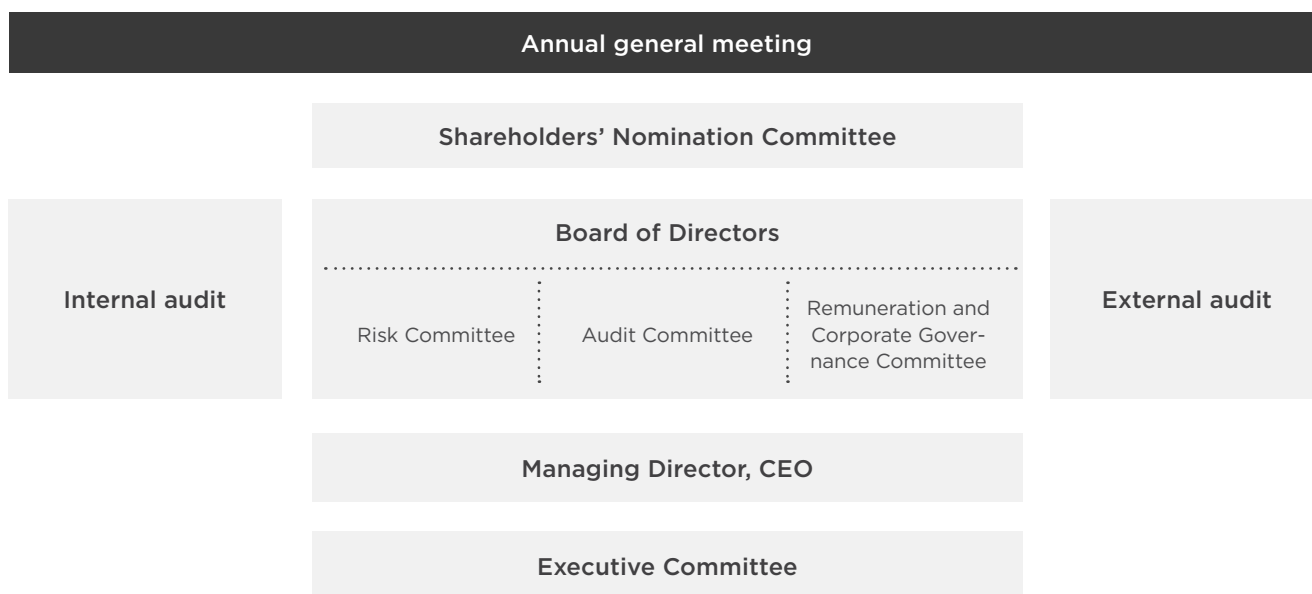 Annual general meeting
Shareholders’ Nomination Committee
Board of Directors
Internal audit
Risk Committee
Audit Committee
Remuneration and
Corporate Gover-
nance Committee
External audit
Managing Director, CEO
Executive Committee